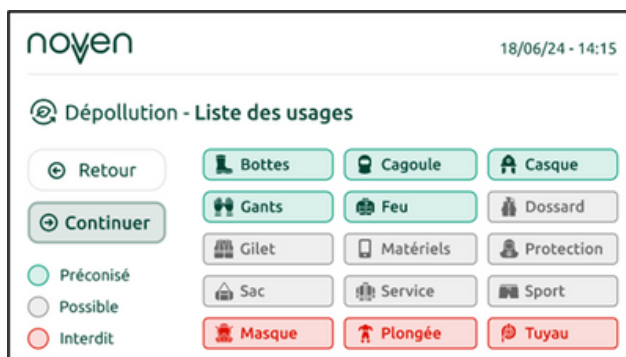 noven
18/06/24 - 14:15
Dépollution - Liste des usages
Retour
Continuer
Préconisé
Possible
Interdit
Bottes Cagoule Casque
Gants Feu Dossard
Gilet Matériels Protection
Sac Service Sport
Masque Plongée Tuyau